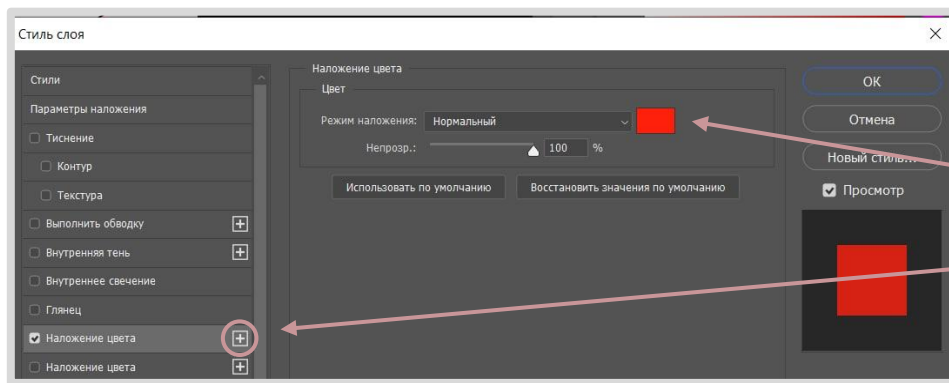 Стиль слоя
Стили
Параметры наложения
Тиснение
Контур
Текстура
Выполнить обводку
Внутренняя тень
Внутреннее свечение
Глянец
Наложение цвета
Наложение цвета
Наложение цвета
Цвет
Режим наложения: Нормальный
Непрозр.: 100 %
Использовать по умолчанию Восстановить значения по умолчанию
ОК
Отмена
Новый стиль...
Просмотр